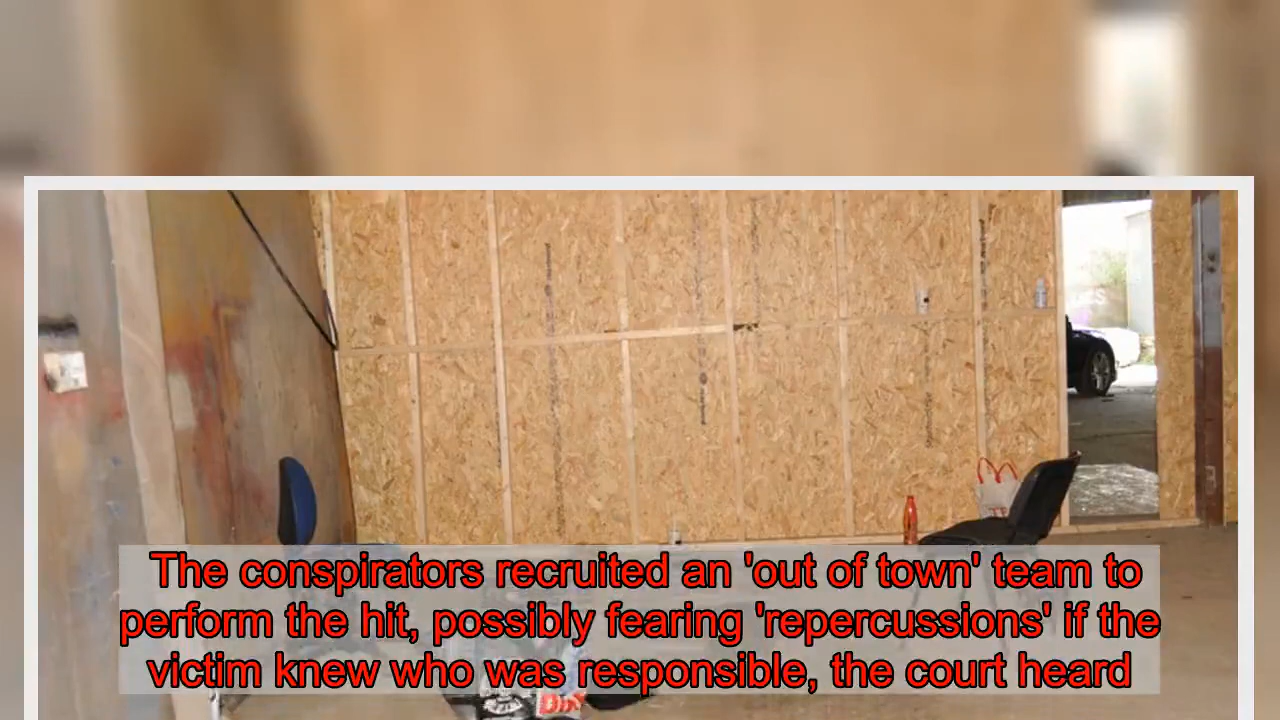 The conspirators recruited an 'out of town' team to
perform the hit, possibly fearing 'repercussions' if the
victim knew who was responsible, the court heard